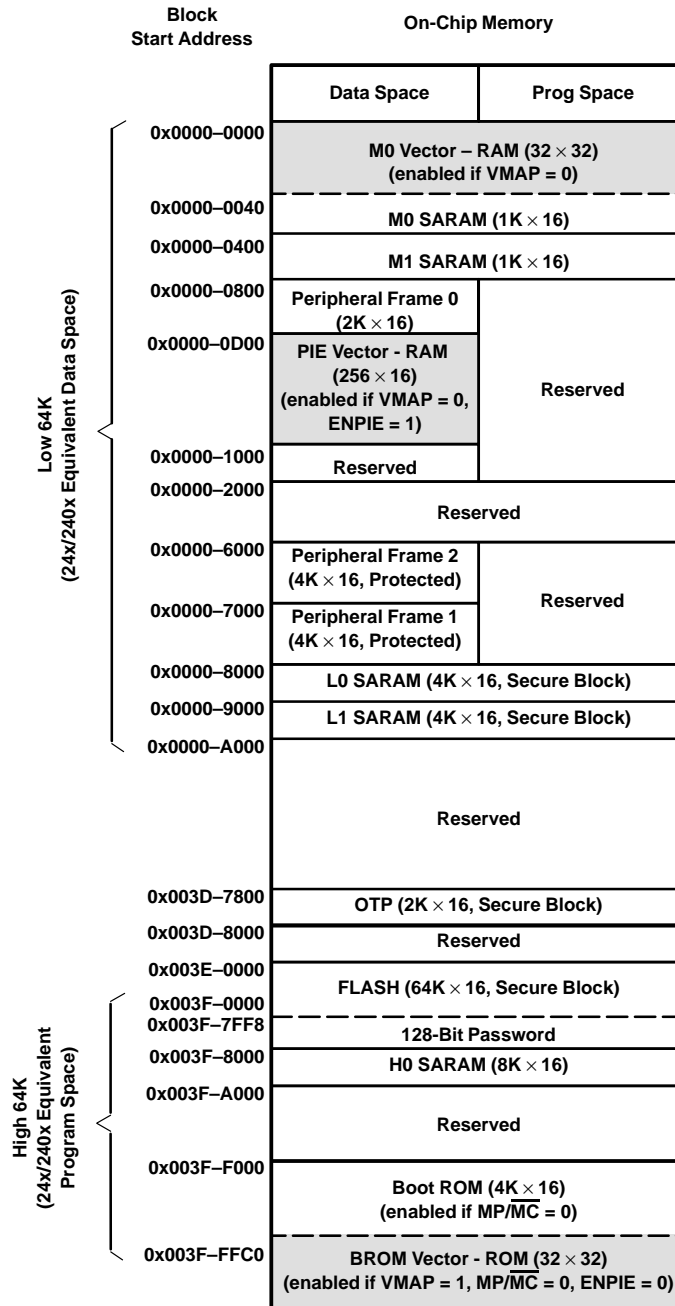 Block
Start Address
On-Chip Memory
Data Space
Prog Space
0x0000–0000
M0 Vector – RAM (32 × 32)
(enabled if VMAP = 0)
0x0000–0040
M0 SARAM (1K × 16)
0x0000–0400
M1 SARAM (1K × 16)
0x0000–0800
Peripheral Frame 0
(2K × 16)
0x0000–0D00
PIE Vector - RAM
(256 × 16)
(enabled if VMAP = 0,
ENPIE = 1)
Reserved
0x0000–1000
Reserved
0x0000–2000
Reserved
Low 64K
(24x/240x Equivalent Data Space)
0x0000–6000
Peripheral Frame 2
(4K × 16, Protected)
Reserved
0x0000–7000
Peripheral Frame 1
(4K × 16, Protected)
0x0000–8000
L0 SARAM (4K × 16, Secure Block)
0x0000–9000
L1 SARAM (4K × 16, Secure Block)
0x0000–A000
Reserved
0x003D–7800
OTP (2K × 16, Secure Block)
0x003D–8000
Reserved
0x003E–0000
FLASH (64K × 16, Secure Block)
0x003F–0000
0x003F–7FF8
128-Bit Password
0x003F–8000
H0 SARAM (8K × 16)
0x003F–A000
Reserved
High 64K
(24x/240x Equivalent
Program Space)
0x003F–F000
Boot ROM (4K × 16)
(enabled if MP/M̅C̅ = 0)
0x003F–FFC0
BROM Vector - ROM (32 × 32)
(enabled if VMAP = 1, MP/M̅C̅ = 0, ENPIE = 0)